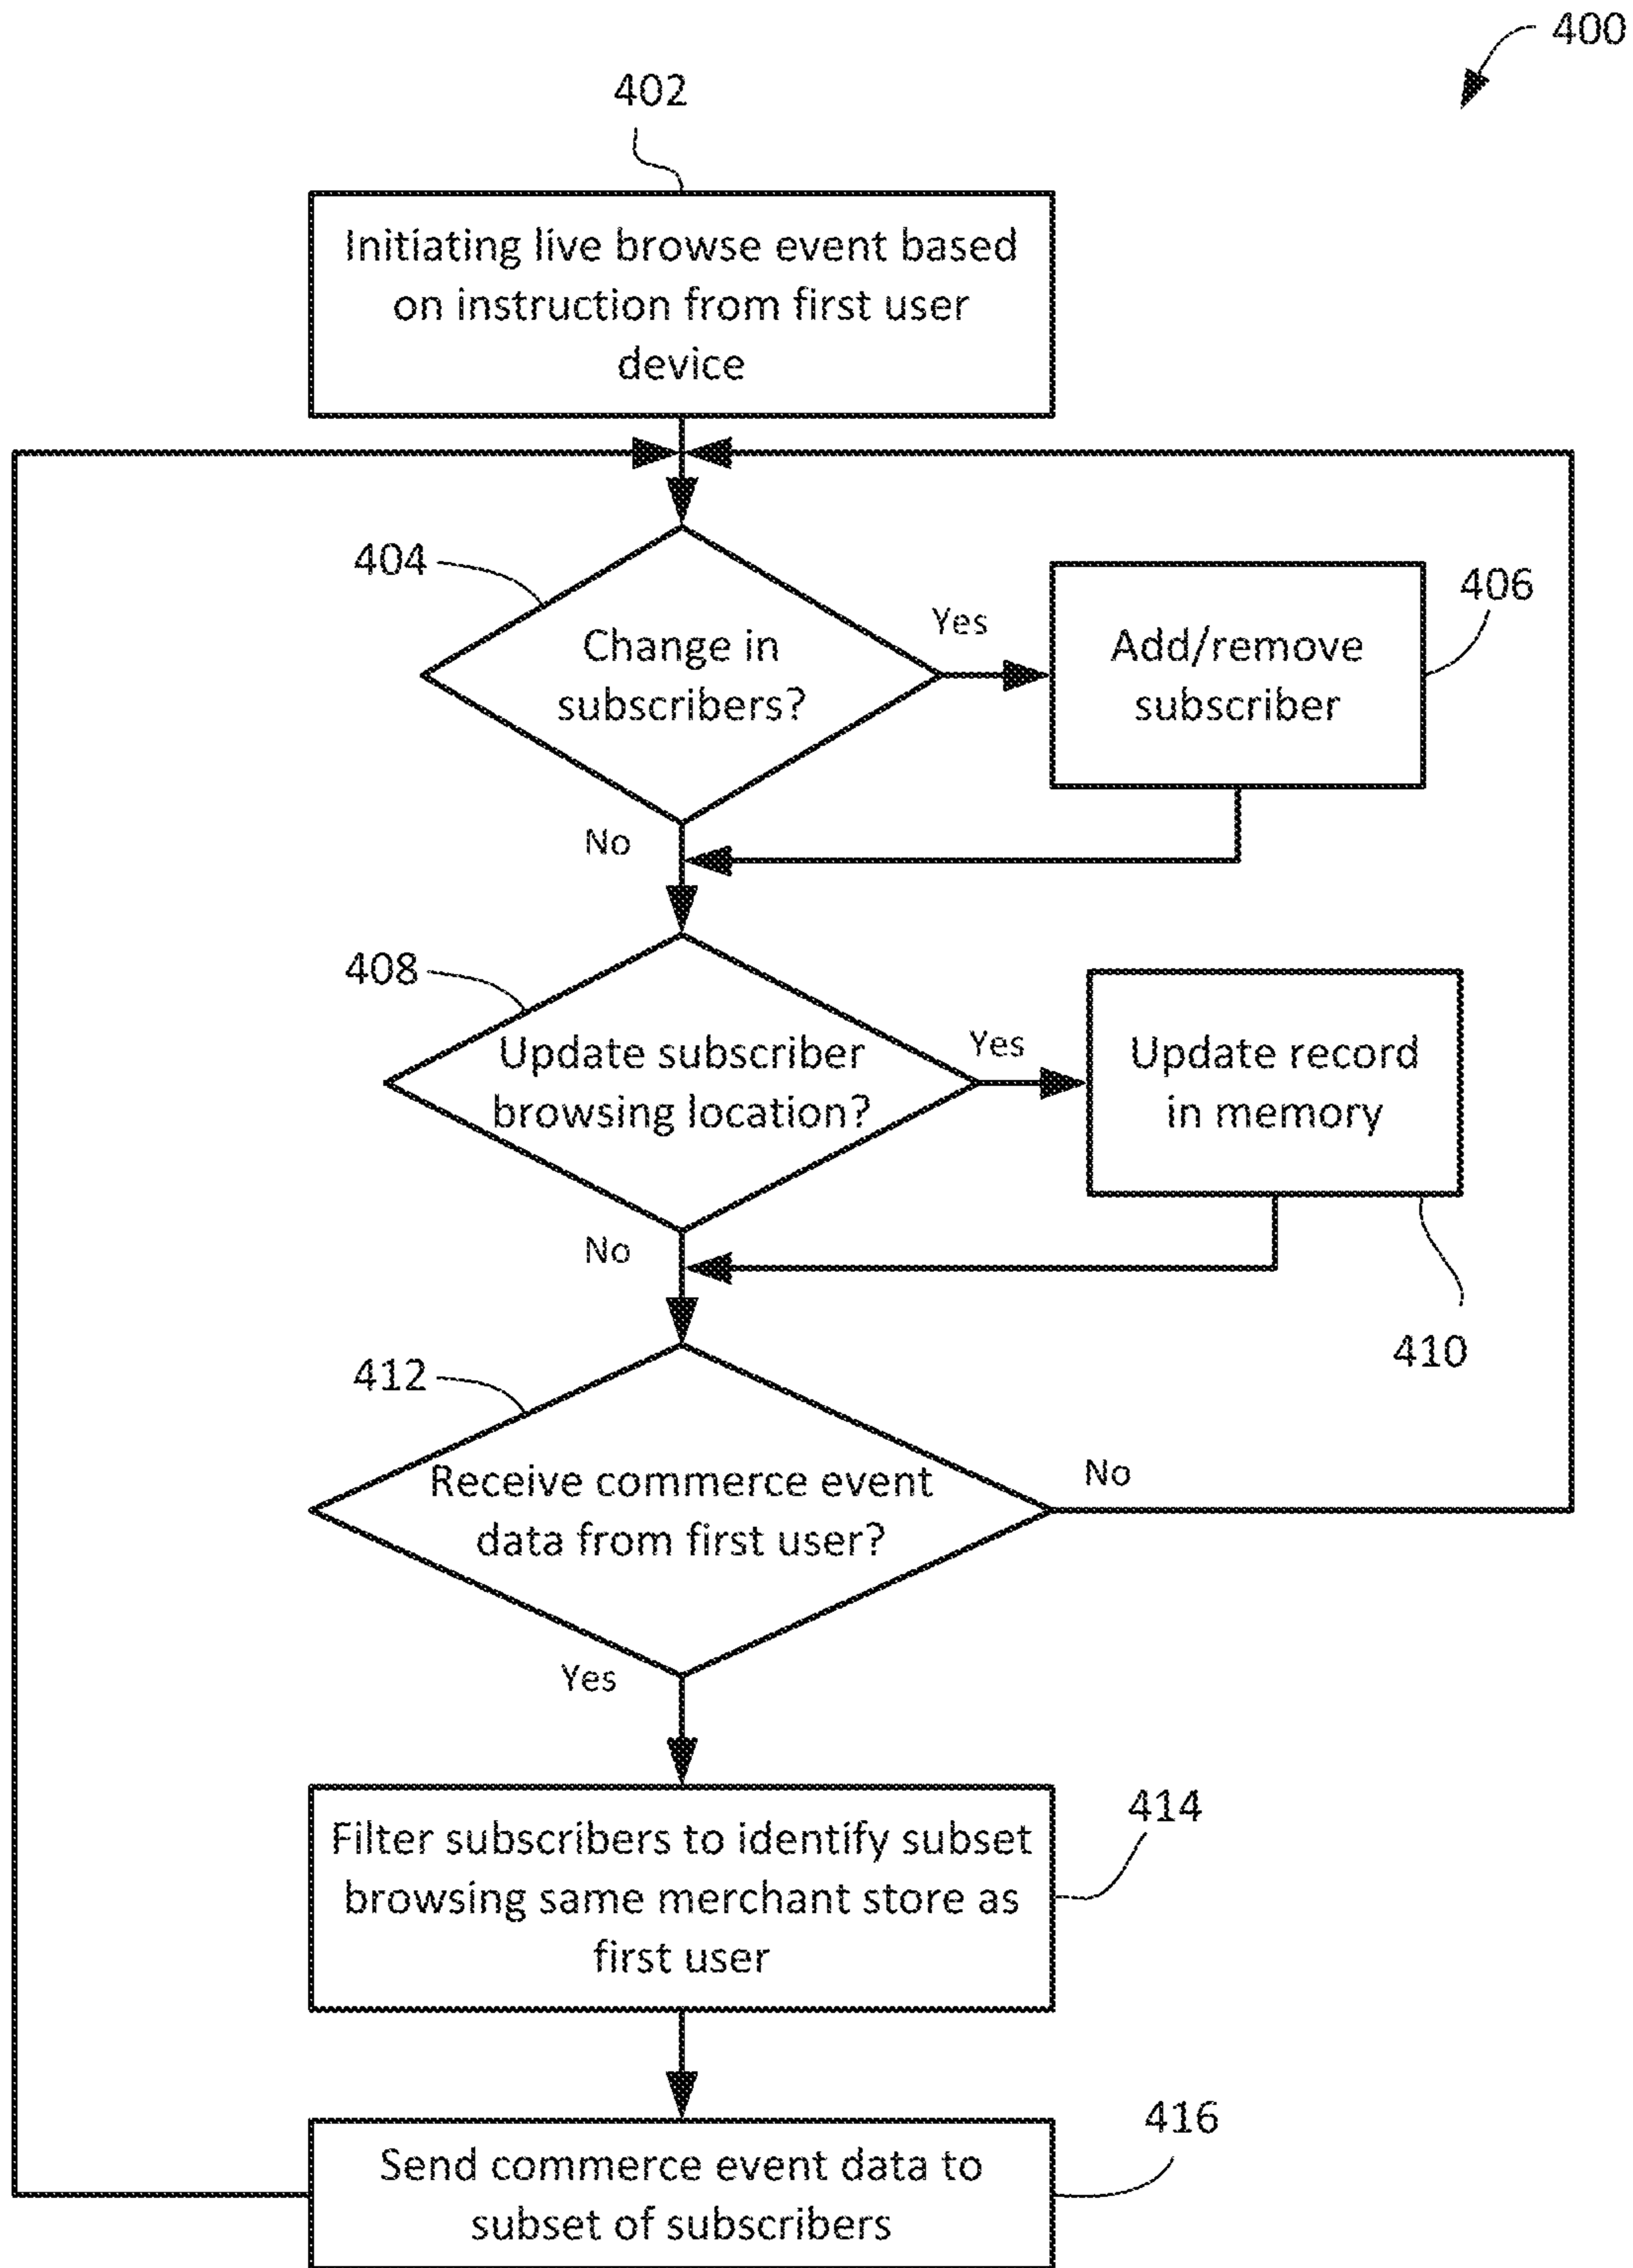 400
402
Initiating live browse event based
on instruction from first user
device
404
Change in
subscribers?
Yes
Add/remove
subscriber
406
No
408
Update subscriber
browsing location?
Yes
Update record
in memory
410
No
412
Receive commerce event
data from first user?
No
Yes
Filter subscribers to identify subset
browsing same merchant store as
first user
414
Send commerce event data to
subset of subscribers
416